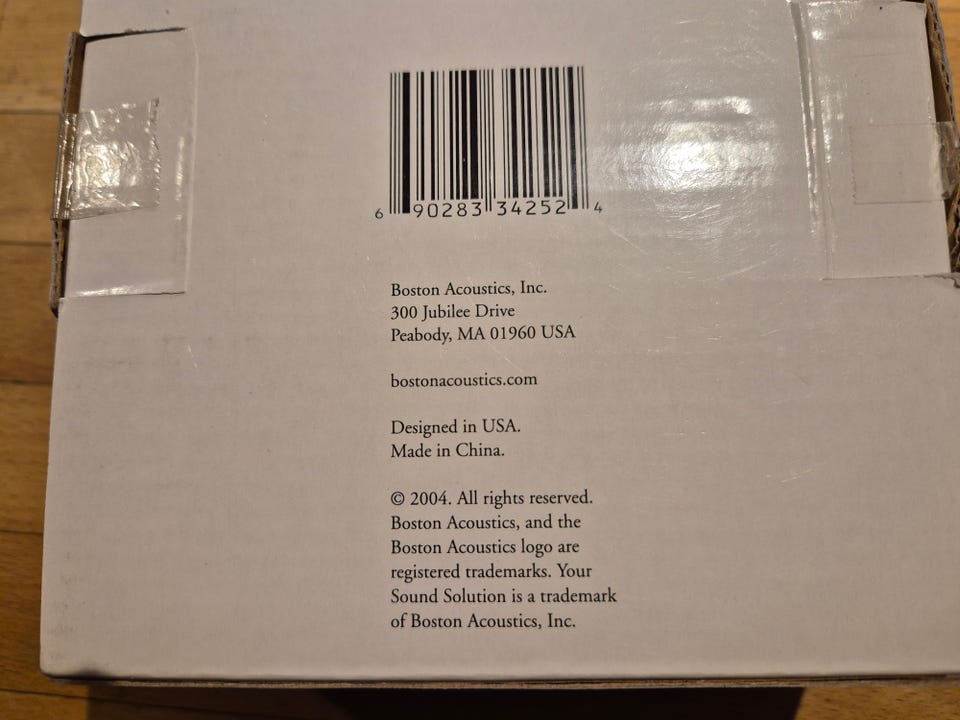 6 90283 34252 4
Boston Acoustics, Inc.
300 Jubilee Drive
Peabody, MA 01960 USA
bostonacoustics.com
Designed in USA.
Made in China.
© 2004. All rights reserved.
Boston Acoustics, and the
Boston Acoustics logo are
registered trademarks. Your
Sound Solution is a trademark
of Boston Acoustics, Inc.